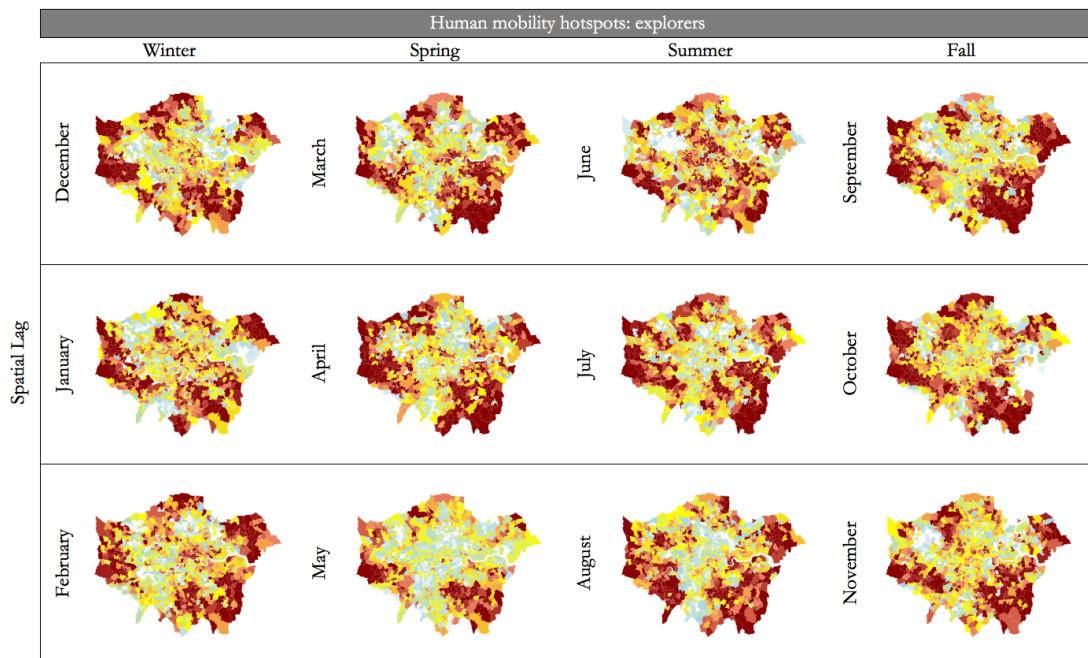 Human mobility hotspots: explorers
Winter
Spring
Summer
Fall
Spatial Lag
December
March
June
September
January
April
July
October
February
May
August
November